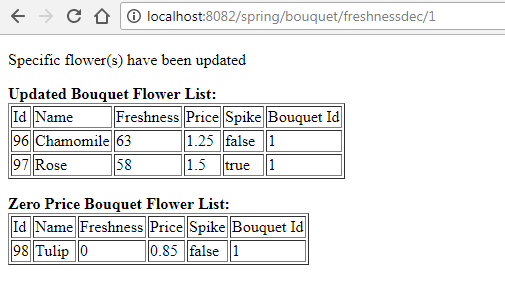 localhost:8082/spring/bouquet/freshnessdec/1
Specific flower(s) have been updated
Updated Bouquet Flower List:
Id Name Freshness Price Spike Bouquet Id
96 Chamomile 63 1.25 false 1
97 Rose 58 1.5 true 1
Zero Price Bouquet Flower List:
Id Name Freshness Price Spike Bouquet Id
98 Tulip 0 0.85 false 1